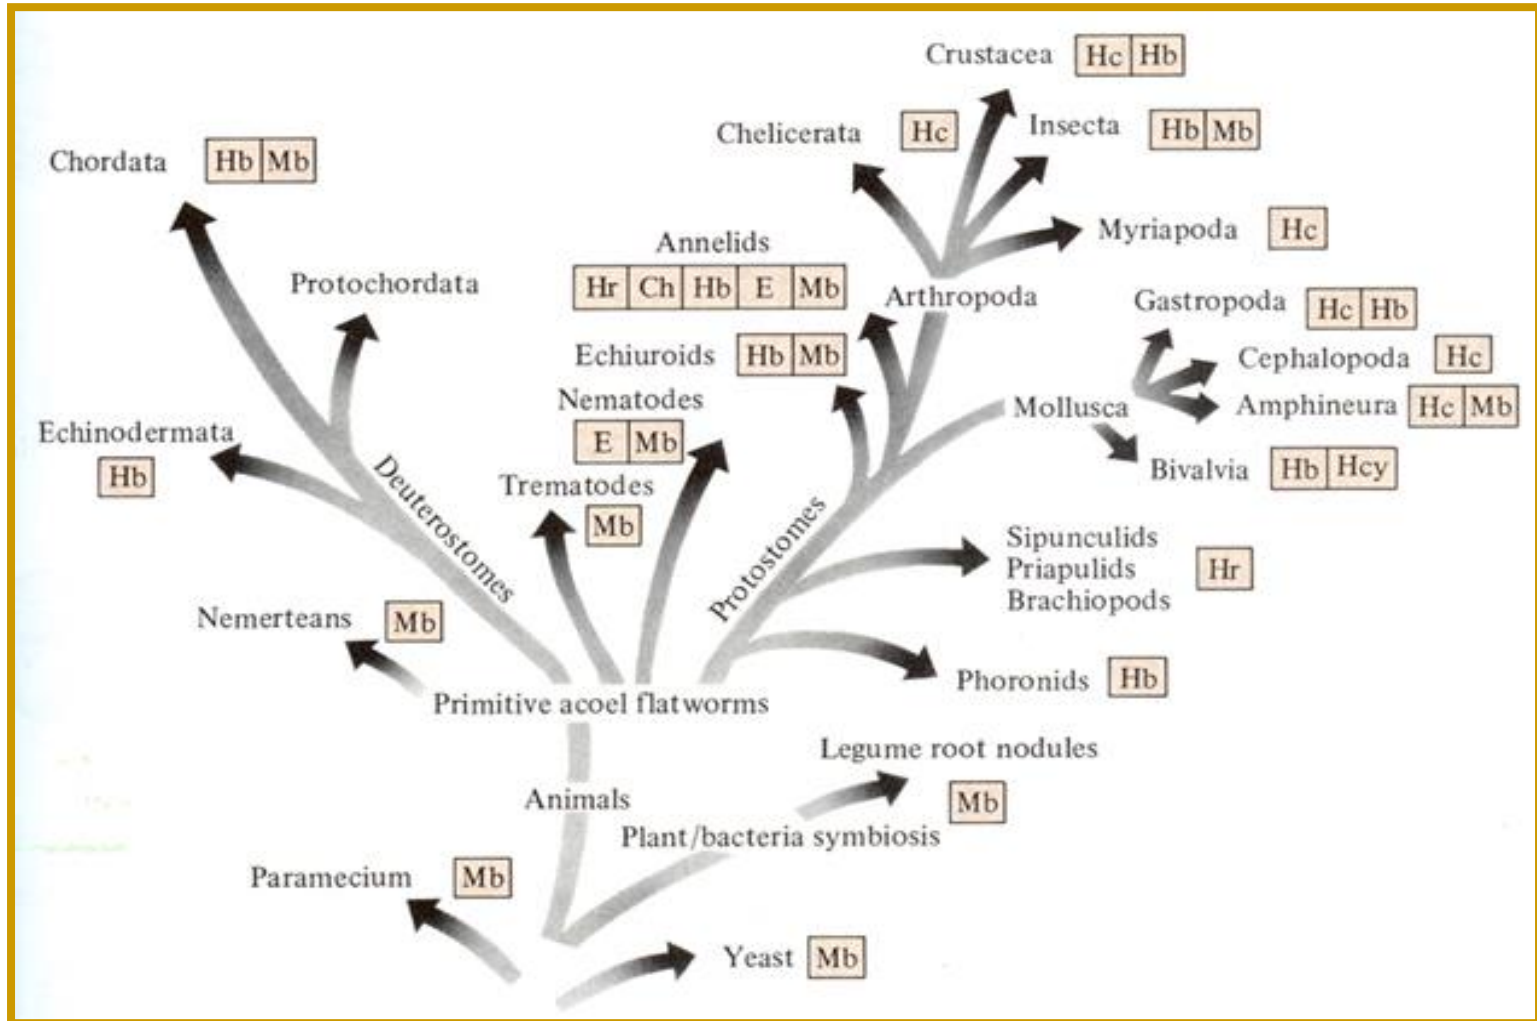 Crustacea Hc Hb
Chelicerata Hc
Insecta Hb Mb
Chordata Hb Mb
Myriapoda Hc
Annelids
Hr Ch Hb E Mb
Protochordata
Arthropoda
Gastropoda Hc Hb
Echiuroids Hb Mb
Cephalopoda Hc
Nematodes
E Mb
Mollusca
Amphineura Hc Mb
Echinodermata
Hb
Bivalvia Hb Hcy
Deuterostomes
Trematodes
Mb
Protostomes
Sipunculids
Priapulids
Brachiopods
Hr
Nemerteans Mb
Phoronids Hb
Primitive acoel flatworms
Legume root nodules
Mb
Animals
Plant/bacteria symbiosis
Paramecium Mb
Yeast Mb